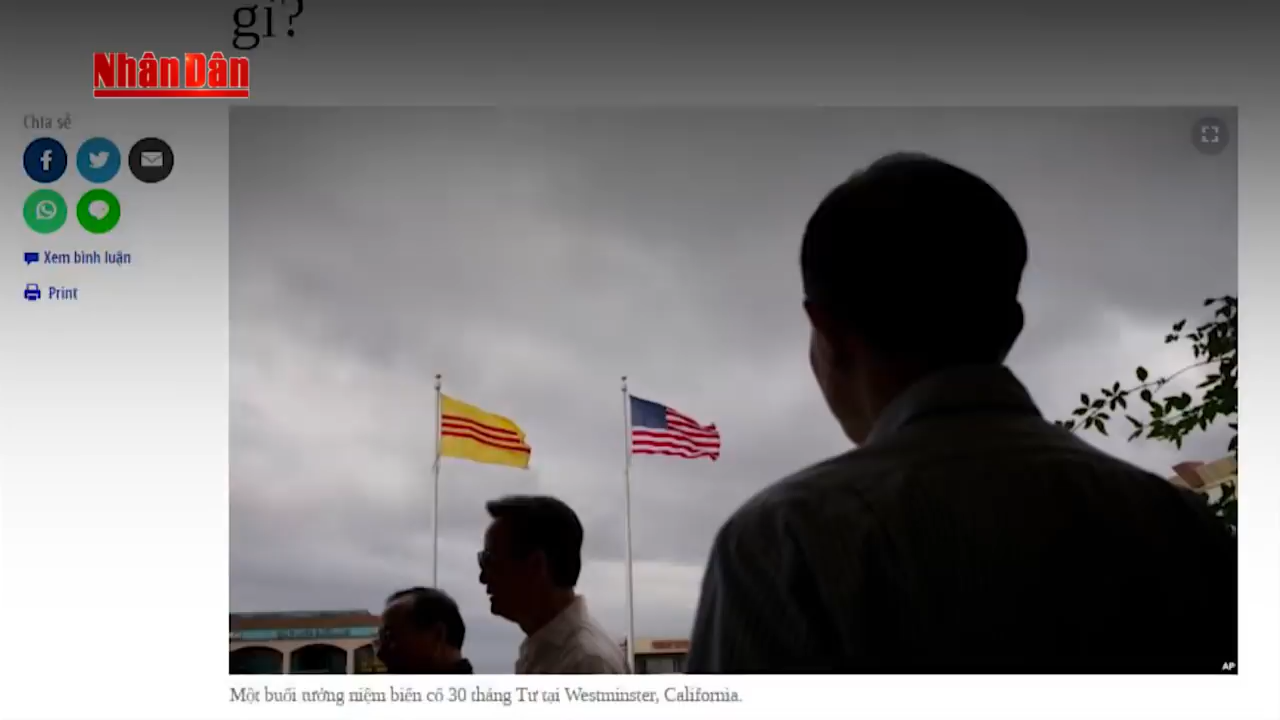 gì?
Nhân Dân
Chia sẻ
Xem bình luận
Print
AP
Một buổi tưởng niệm biến cố 30 tháng Tư tại Westminster, California.